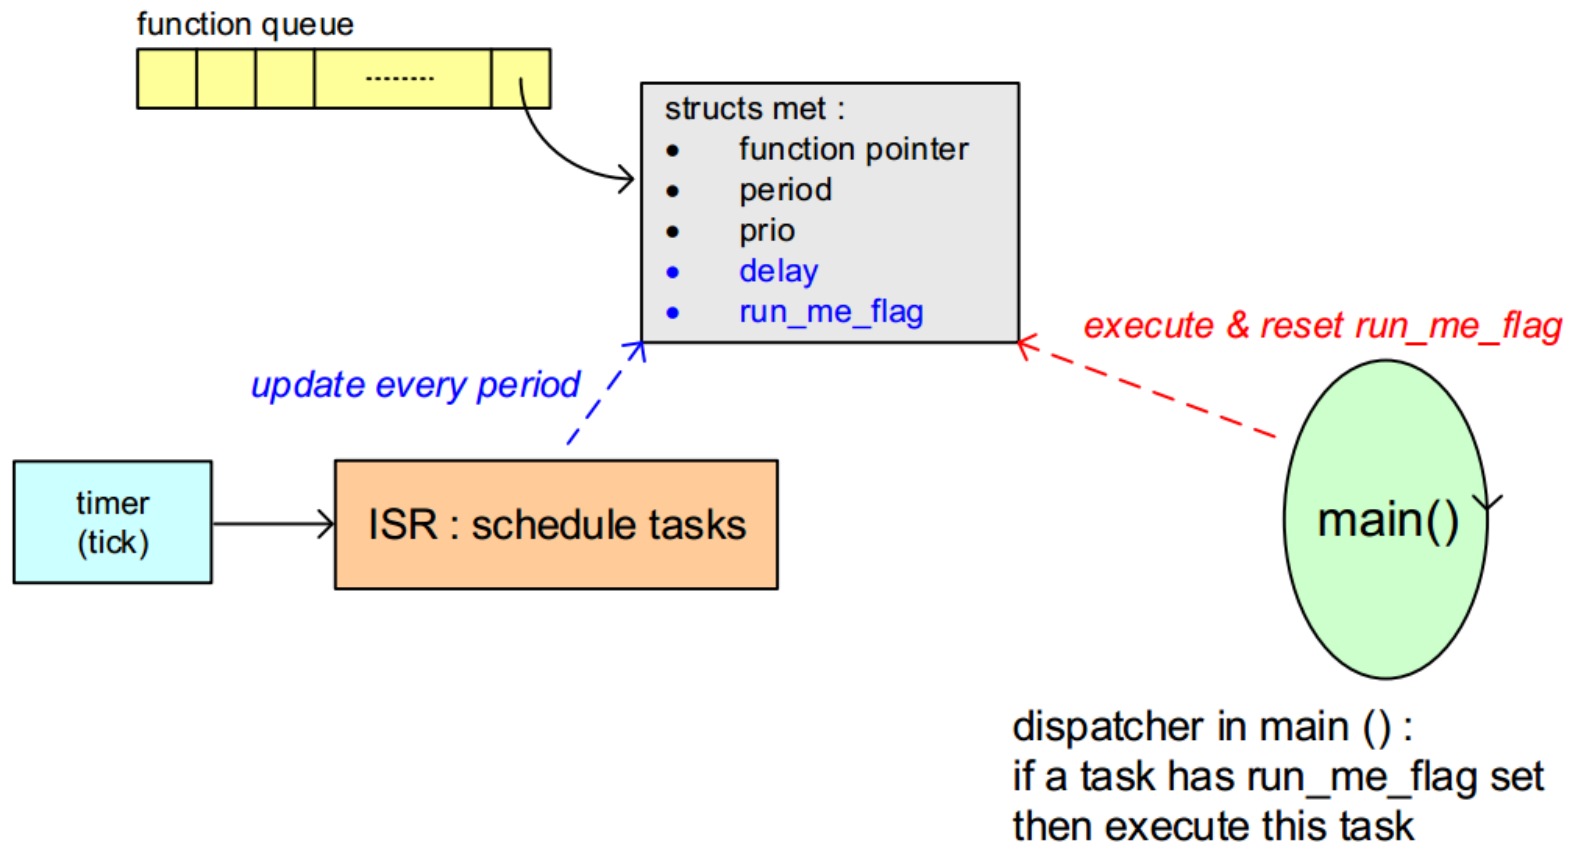 function queue
--------
structs met :
• function pointer
• period
• prio
• delay
• run_me_flag
execute & reset run_me_flag
update every period
timer
(tick)
ISR : schedule tasks
main()
dispatcher in main () :
if a task has run_me_flag set
then execute this task